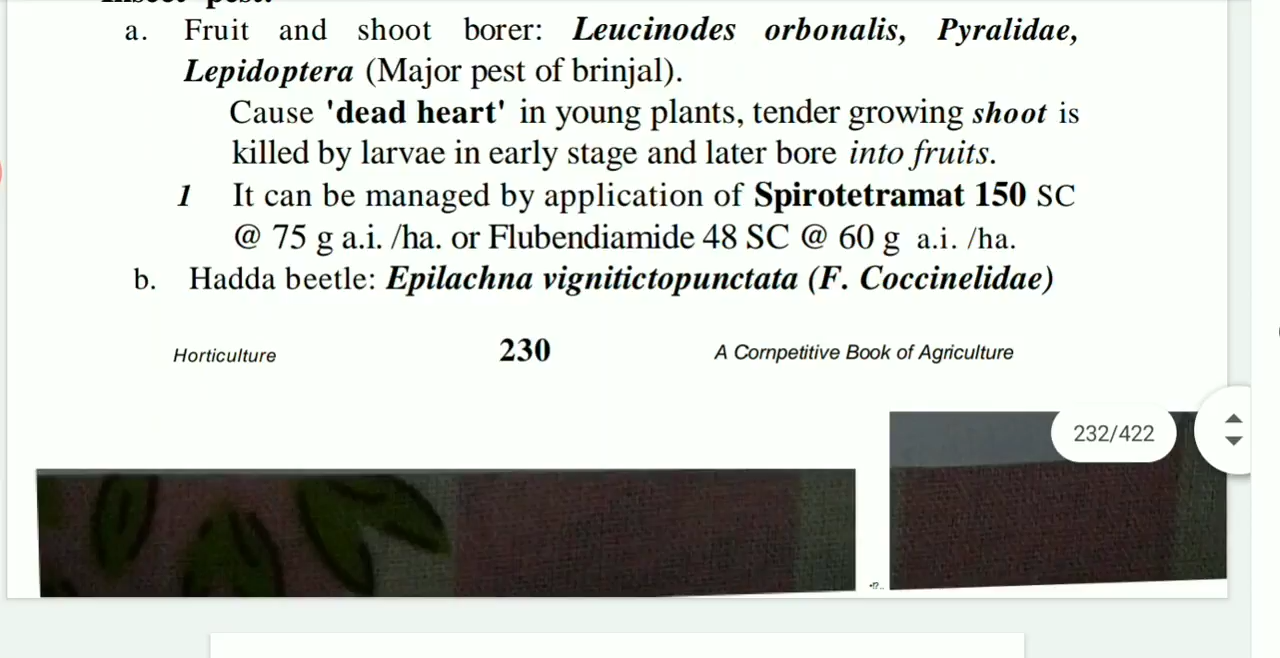 a. Fruit and shoot borer: Leucinodes orbonalis, Pyralidae,
Lepidoptera (Major pest of brinjal).
Cause 'dead heart' in young plants, tender growing shoot is
killed by larvae in early stage and later bore into fruits.
1 It can be managed by application of Spirotetramat 150 SC
@ 75 g a.i. /ha. or Flubendiamide 48 SC @ 60 g a.i. /ha.
b. Hadda beetle: Epilachna vignitictopunctata (F. Coccinelidae)
Horticulture 230 A Cornpetitive Book of Agriculture
232/422